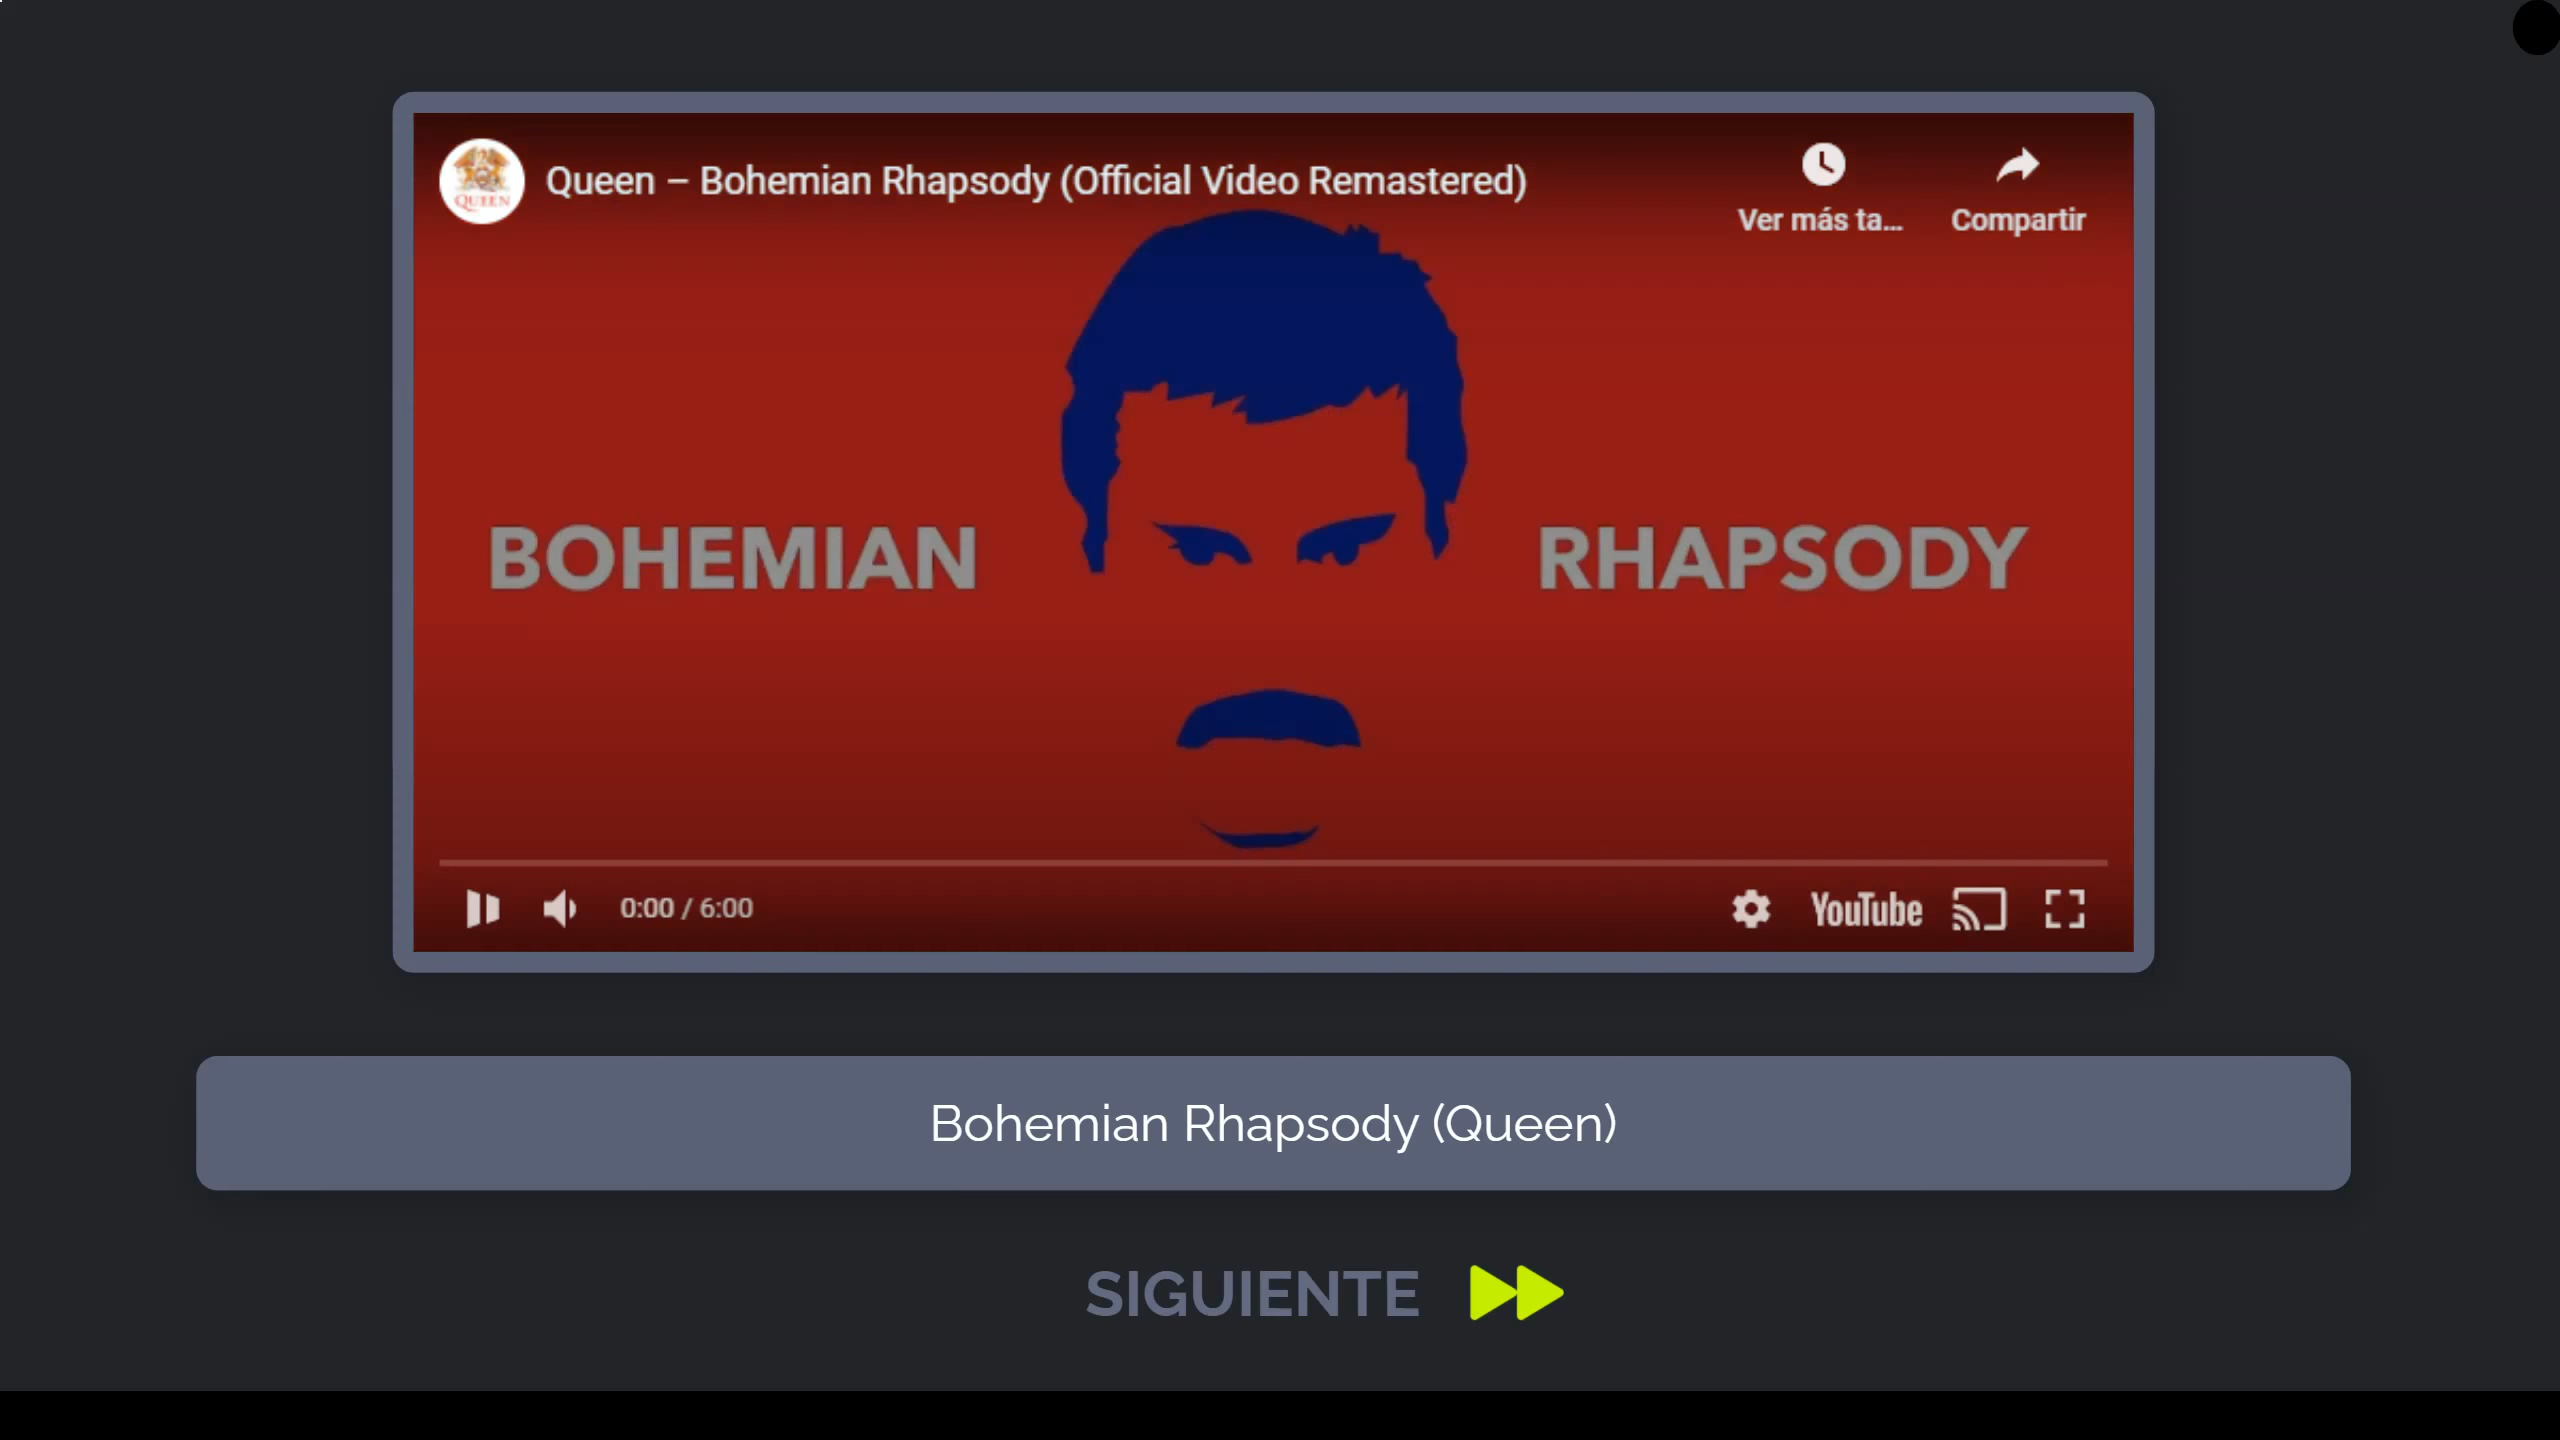 QUEEN
Queen – Bohemian Rhapsody (Official Video Remastered)
Ver más ta...
Compartir
BOHEMIAN
RHAPSODY
0:00 / 6:00
YouTube
Bohemian Rhapsody (Queen)
SIGUIENTE